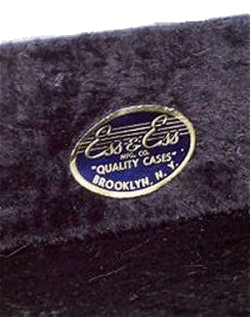 Ess & Ess
MFG. CO.
"QUALITY CASES"
BROOKLYN, N. Y.